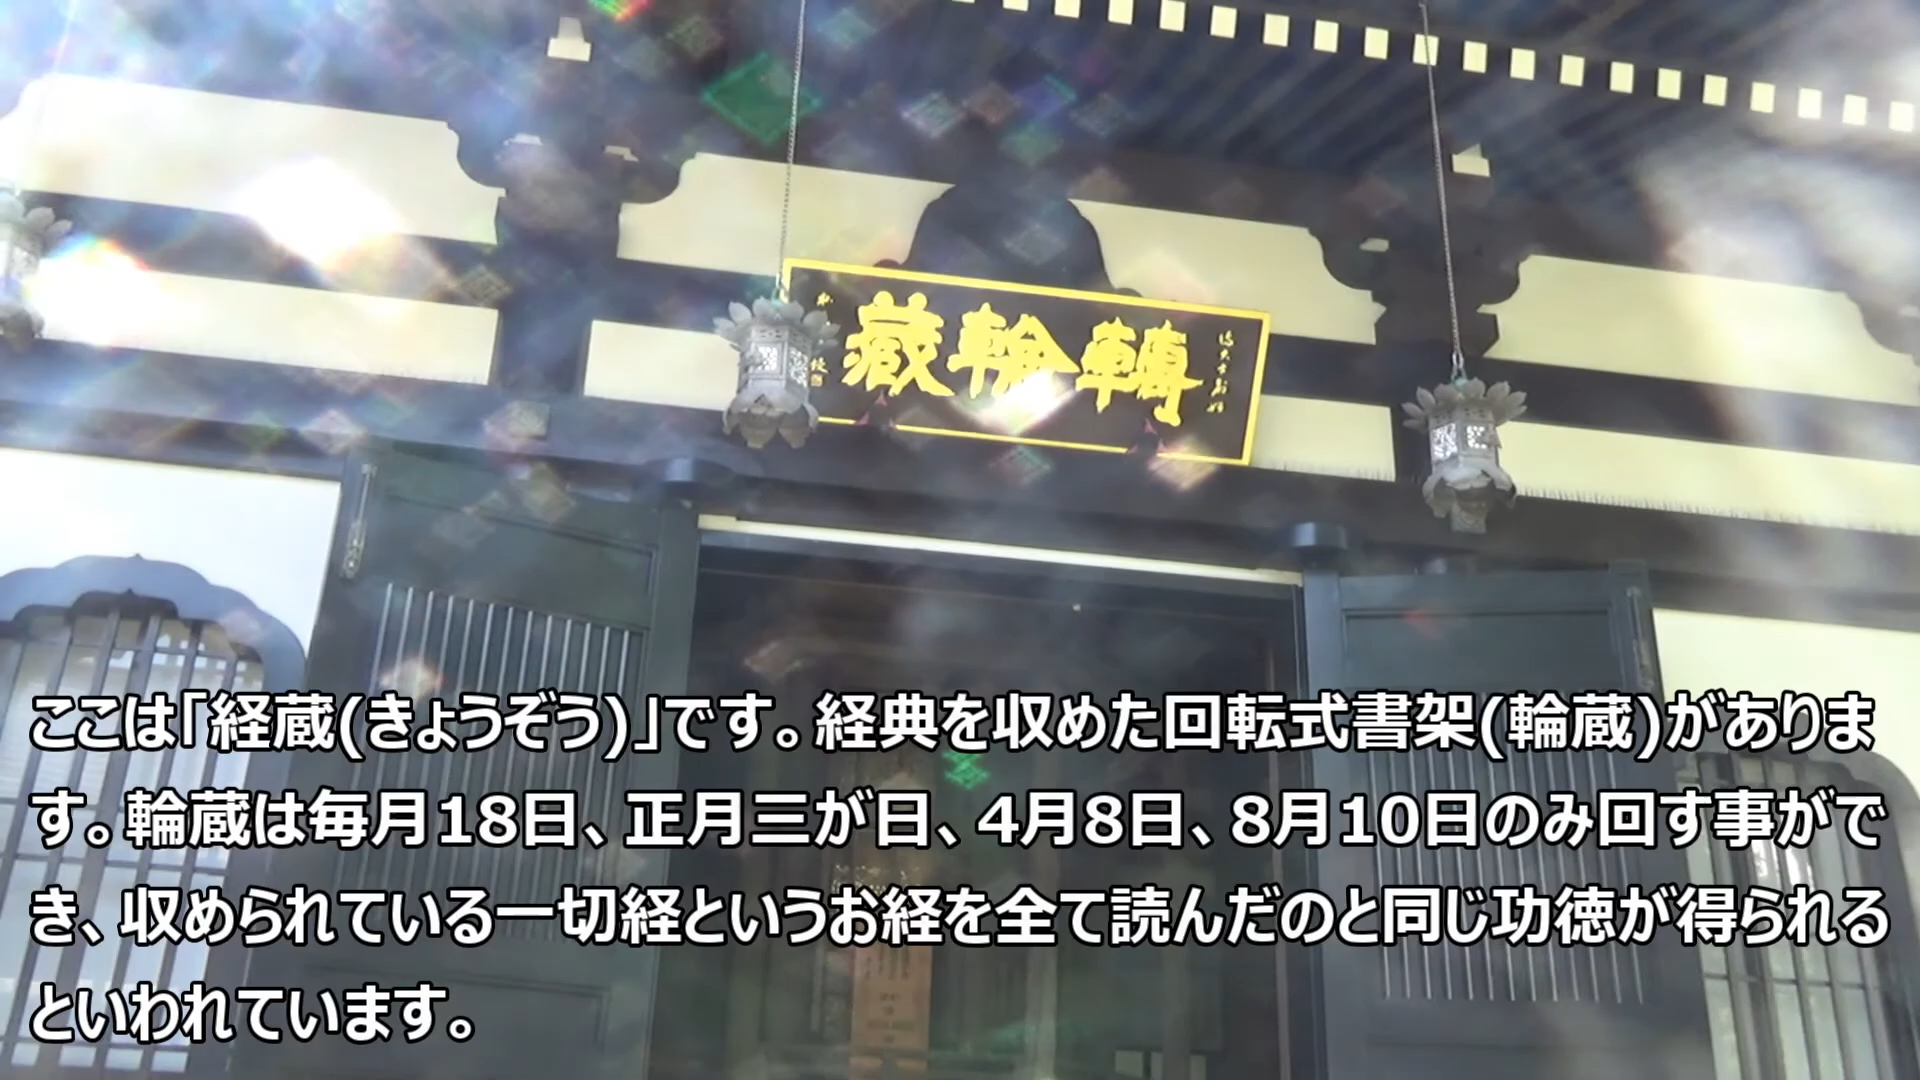 轉輪藏
ここは「経蔵(きょうぞう)」です。経典を収めた回転式書架(輪蔵)がありま
す。輪蔵は毎月18日、正月三が日、4月8日、8月10日のみ回す事がで
き、収められている一切経というお経を全て読んだのと同じ功徳が得られる
といわれています。